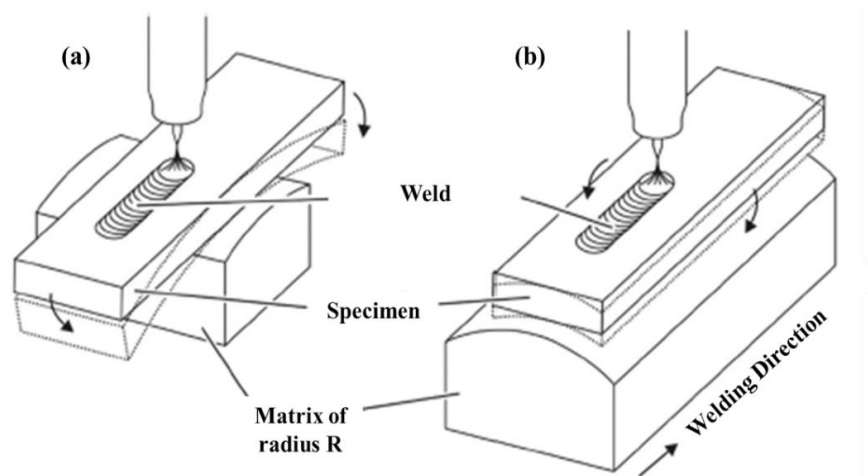 (a)
(b)
Weld
Specimen
Matrix of
radius R
Welding Direction